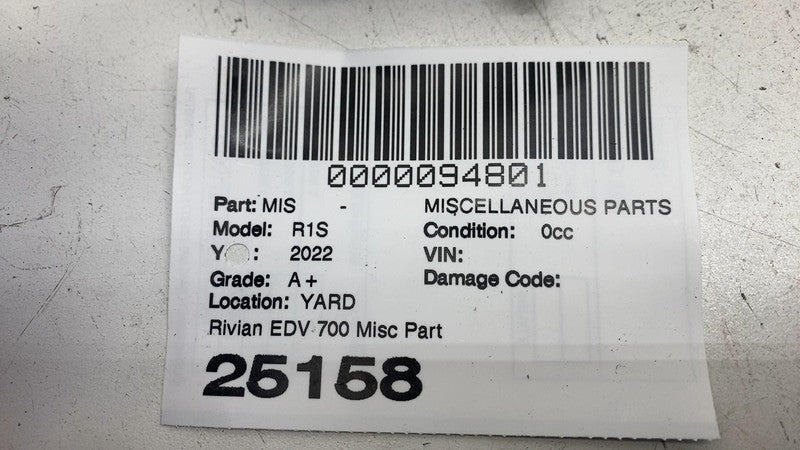 0000094801
Part: MIS - MISCELLANEOUS PARTS
Model: R1S Condition: 0cc
Y : 2022 VIN:
Grade: A+ Damage Code:
Location: YARD
Rivian EDV 700 Misc Part
25158